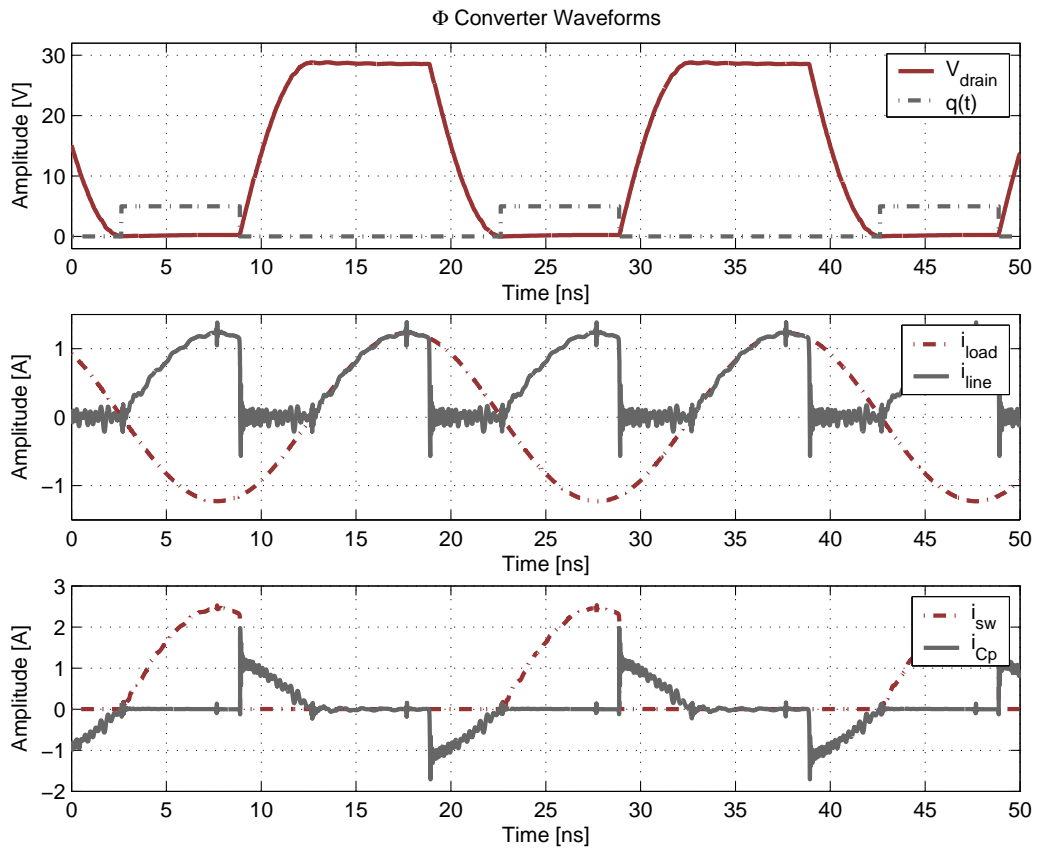 Φ Converter Waveforms
30
20
10
0
Amplitude [V]
V_drain
q(t)
0 5 10 15 20 25 30 35 40 45 50
Time [ns]
1
0
−1
Amplitude [A]
i_load
i_line
0 5 10 15 20 25 30 35 40 45 50
Time [ns]
3
2
1
0
−1
−2
Amplitude [A]
i_sw
i_Cp
0 5 10 15 20 25 30 35 40 45 50
Time [ns]